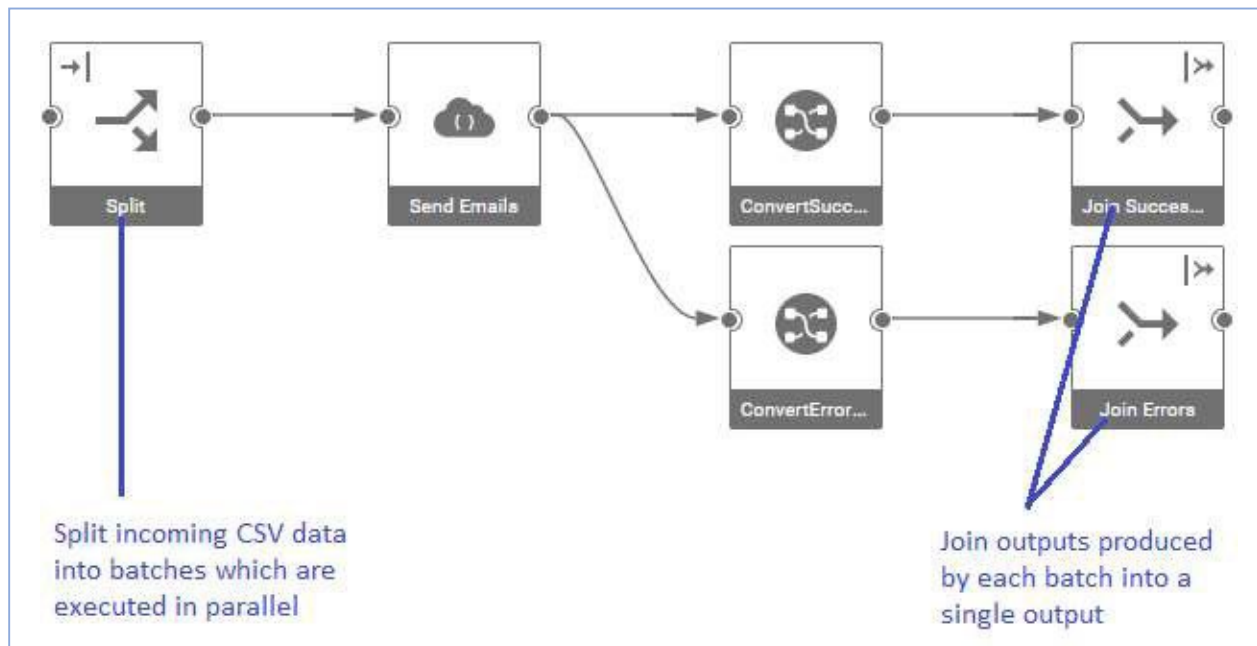 Split
Send Emails
ConvertSucc...
Join Succes...
ConvertError...
Join Errors
Split incoming CSV data
into batches which are
executed in parallel
Join outputs produced
by each batch into a
single output